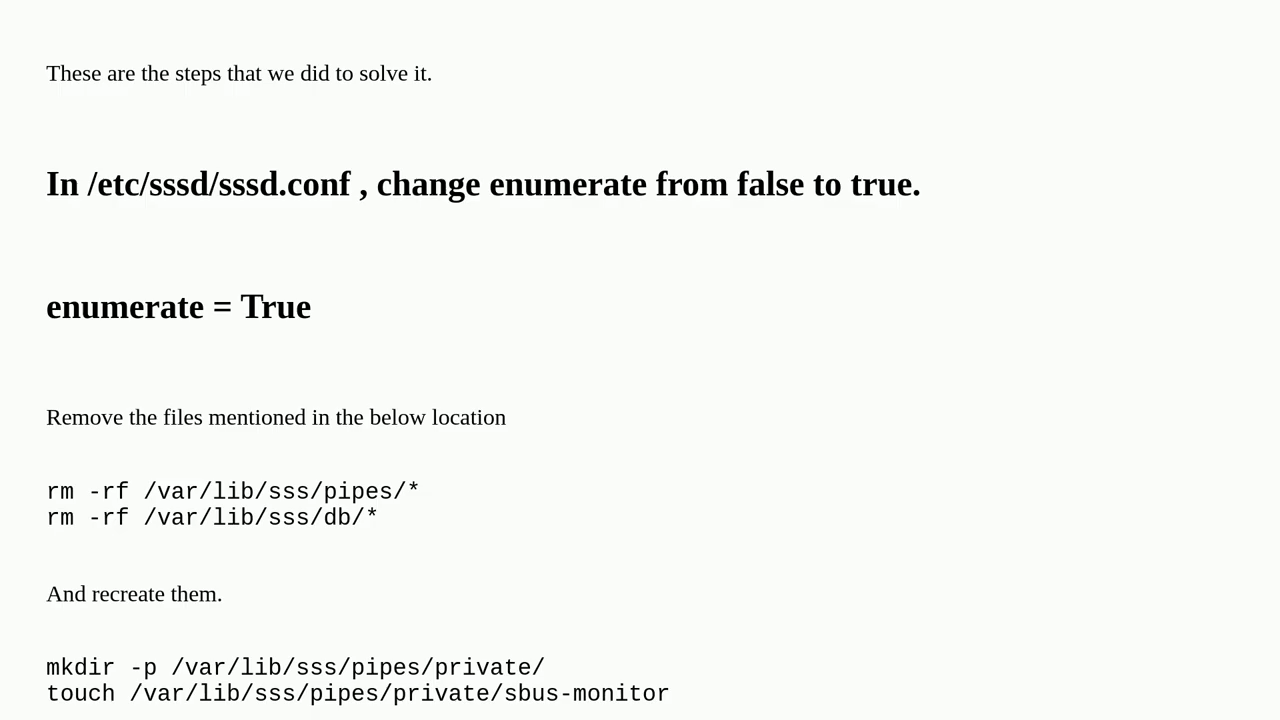 These are the steps that we did to solve it.
In /etc/sssd/sssd.conf , change enumerate from false to true.
enumerate = True
Remove the files mentioned in the below location
rm -rf /var/lib/sss/pipes/*
rm -rf /var/lib/sss/db/*
And recreate them.
mkdir -p /var/lib/sss/pipes/private/
touch /var/lib/sss/pipes/private/sbus-monitor